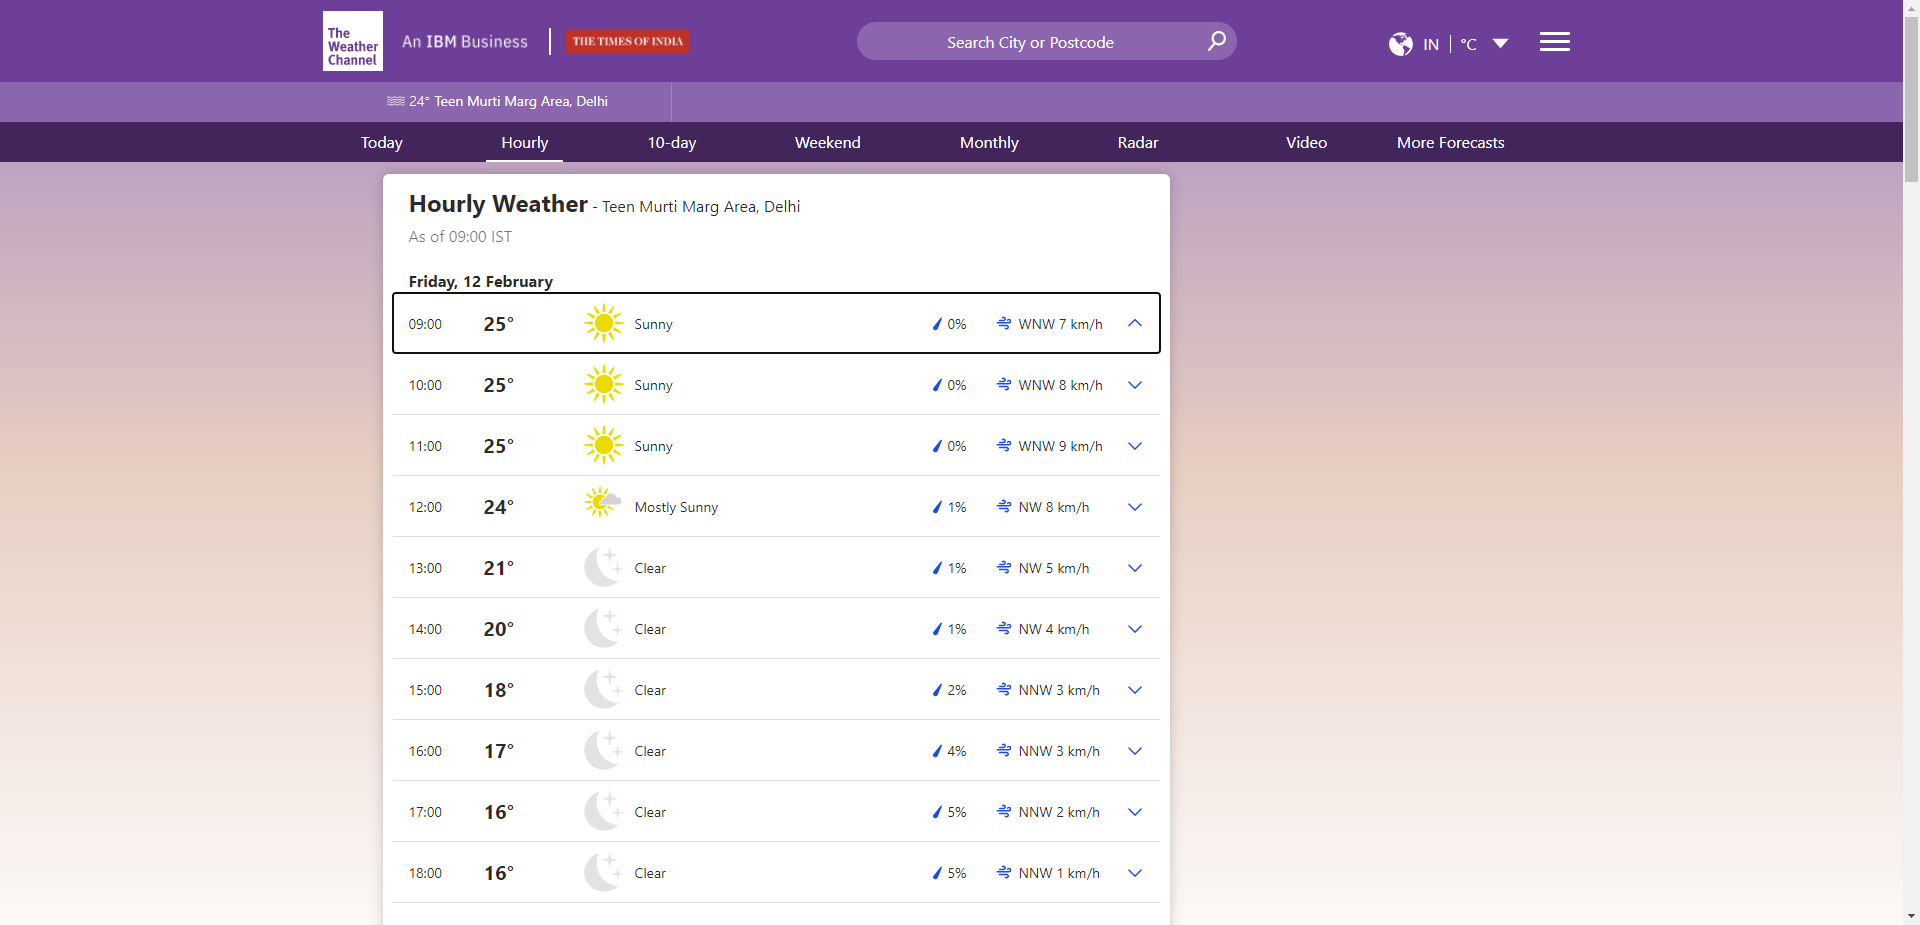 The
Weather
Channel
An IBM Business
THE TIMES OF INDIA
Search City or Postcode
IN | °C
24° Teen Murti Marg Area, Delhi
Today Hourly 10-day Weekend Monthly Radar Video More Forecasts
Hourly Weather - Teen Murti Marg Area, Delhi
As of 09:00 IST
Friday, 12 February
09:00 25° Sunny 0% WNW 7 km/h
10:00 25° Sunny 0% WNW 8 km/h
11:00 25° Sunny 0% WNW 9 km/h
12:00 24° Mostly Sunny 1% NW 8 km/h
13:00 21° Clear 1% NW 5 km/h
14:00 20° Clear 1% NW 4 km/h
15:00 18° Clear 2% NNW 3 km/h
16:00 17° Clear 4% NNW 3 km/h
17:00 16° Clear 5% NNW 2 km/h
18:00 16° Clear 5% NNW 1 km/h